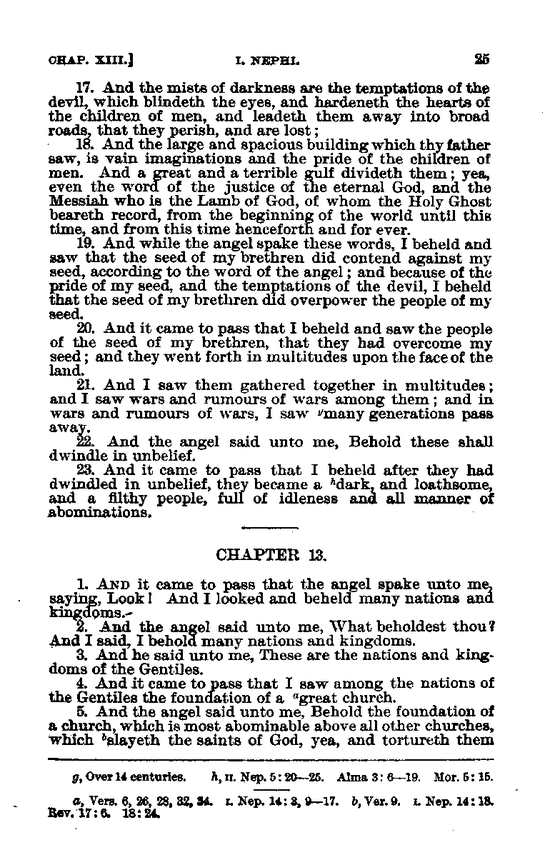 CHAP. XIII.] I. NEPHI. 25
17. And the mists of darkness are the temptations of the
devil, which blindeth the eyes, and hardeneth the hearts of
the children of men, and leadeth them away into broad
roads, that they perish, and are lost;
18. And the large and spacious building which thy father
saw, is vain imaginations and the pride of the children of
men. And a great and a terrible gulf divideth them; yea,
even the word of the justice of the eternal God, and the
Messiah who is the Lamb of God, of whom the Holy Ghost
beareth record, from the beginning of the world until this
time, and from this time henceforth and for ever.
19. And while the angel spake these words, I beheld and
saw that the seed of my brethren did contend against my
seed, according to the word of the angel; and because of the
pride of my seed, and the temptations of the devil, I beheld
that the seed of my brethren did overpower the people of my
seed.
20. And it came to pass that I beheld and saw the people
of the seed of my brethren, that they had overcome my
seed; and they went forth in multitudes upon the face of the
land.
21. And I saw them gathered together in multitudes;
and I saw wars and rumours of wars among them; and in
wars and rumours of wars, I saw gmany generations pass
away.
22. And the angel said unto me, Behold these shall
dwindle in unbelief.
23. And it came to pass that I beheld after they had
dwindled in unbelief, they became a hdark, and loathsome,
and a filthy people, full of idleness and all manner of
abominations.
CHAPTER 13.
1. AND it came to pass that the angel spake unto me,
saying, Look! And I looked and beheld many nations and
kingdoms.
2. And the angel said unto me, What beholdest thou?
And I said, I behold many nations and kingdoms.
3. And he said unto me, These are the nations and king-
doms of the Gentiles.
4. And it came to pass that I saw among the nations of
the Gentiles the foundation of a agreat church.
5. And the angel said unto me, Behold the foundation of
a church, which is most abominable above all other churches,
which bslayeth the saints of God, yea, and tortureth them
g, Over 14 centuries. h, II. Nep. 5:20—25. Alma 3:6—19. Mor. 5:15.
a, Vers. 6, 26, 28, 32, 34. I. Nep. 14:3, 9—17. b, Ver. 9. I. Nep. 14:13.
Rev. 17:6. 18:24.